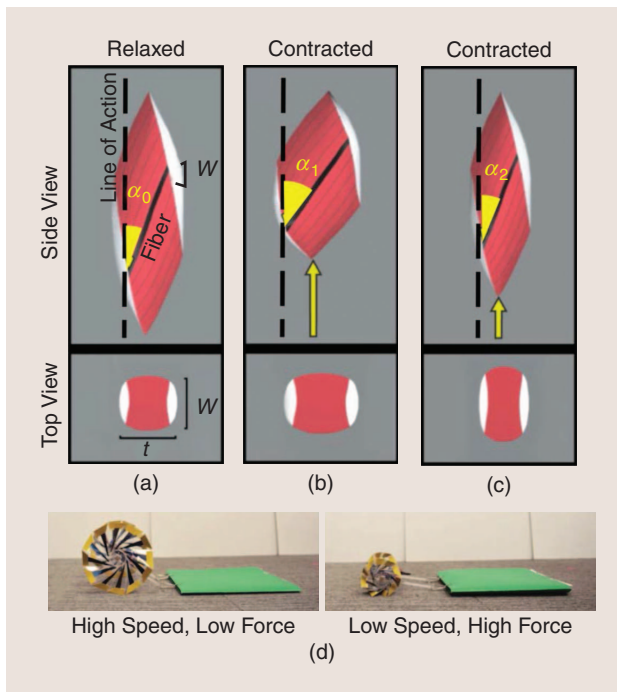 Relaxed Contracted Contracted
Side View
Line of Action
α₀
Fiber
W
α₁
α₂
Top View
W
t
(a) (b) (c)
High Speed, Low Force Low Speed, High Force
(d)